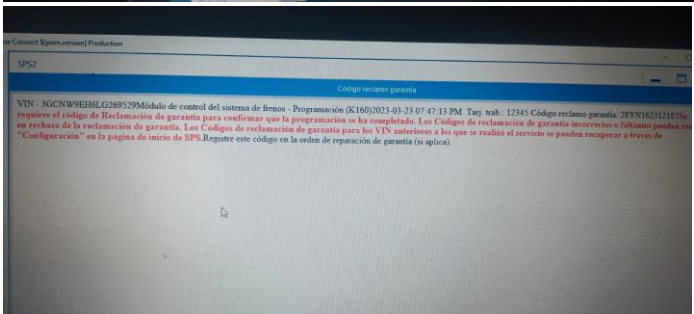 ne Connect $(pom.version) Production
SPS2
Código reclamo garantía
VIN - 3GCNW9EH6LG269529Módulo de control del sistema de frenos - Programación (K160)2023-03-23 07:47:13 PM Tarj. trab.: 12345 Código reclamo garantía: 28YN1623121875e
requiere el código de Reclamación de garantía para confirmar que la programación se ha completado. Los Códigos de reclamación de garantía incorrectos o faltantes pueden
en rechazo de la reclamación de garantía. Los Códigos de reclamación de garantía para los VIN anteriores a los que se realizó el servicio se pueden recuperar a través de
"Configuración" en la página de inicio de SPS.Registre este código en la orden de reparación de garantía (si aplica).